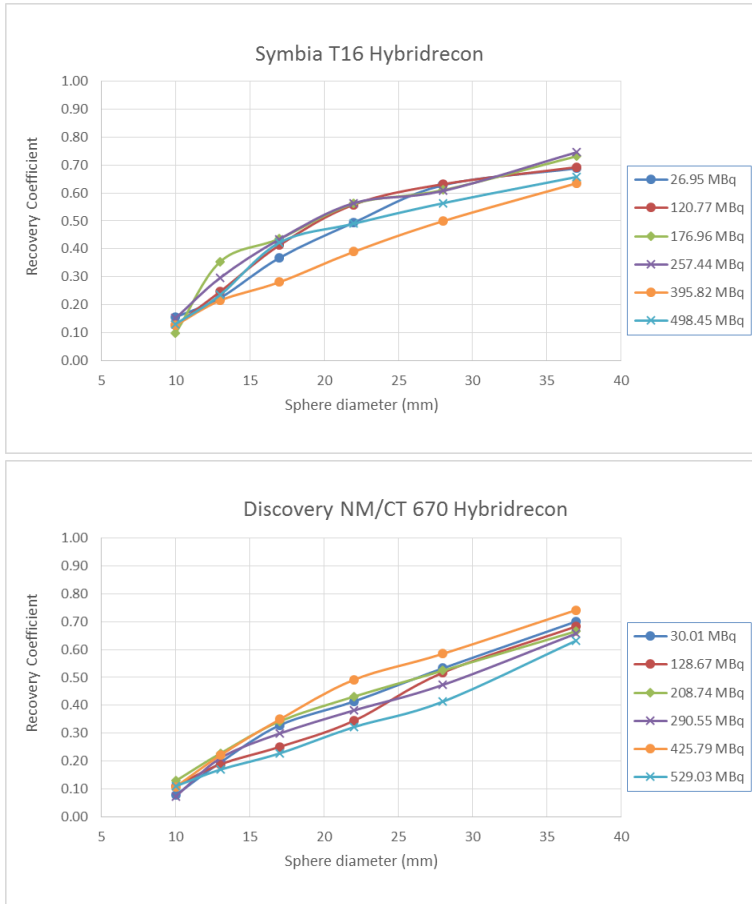 Symbia T16 Hybridrecon
Recovery Coefficient
1.00
0.90
0.80
0.70
0.60
0.50
0.40
0.30
0.20
0.10
0.00
5 10 15 20 25 30 35 40
Sphere diameter (mm)
26.95 MBq
120.77 MBq
176.96 MBq
257.44 MBq
395.82 MBq
498.45 MBq
Discovery NM/CT 670 Hybridrecon
Recovery Coefficient
1.00
0.90
0.80
0.70
0.60
0.50
0.40
0.30
0.20
0.10
0.00
5 10 15 20 25 30 35 40
Sphere diameter (mm)
30.01 MBq
128.67 MBq
208.74 MBq
290.55 MBq
425.79 MBq
529.03 MBq